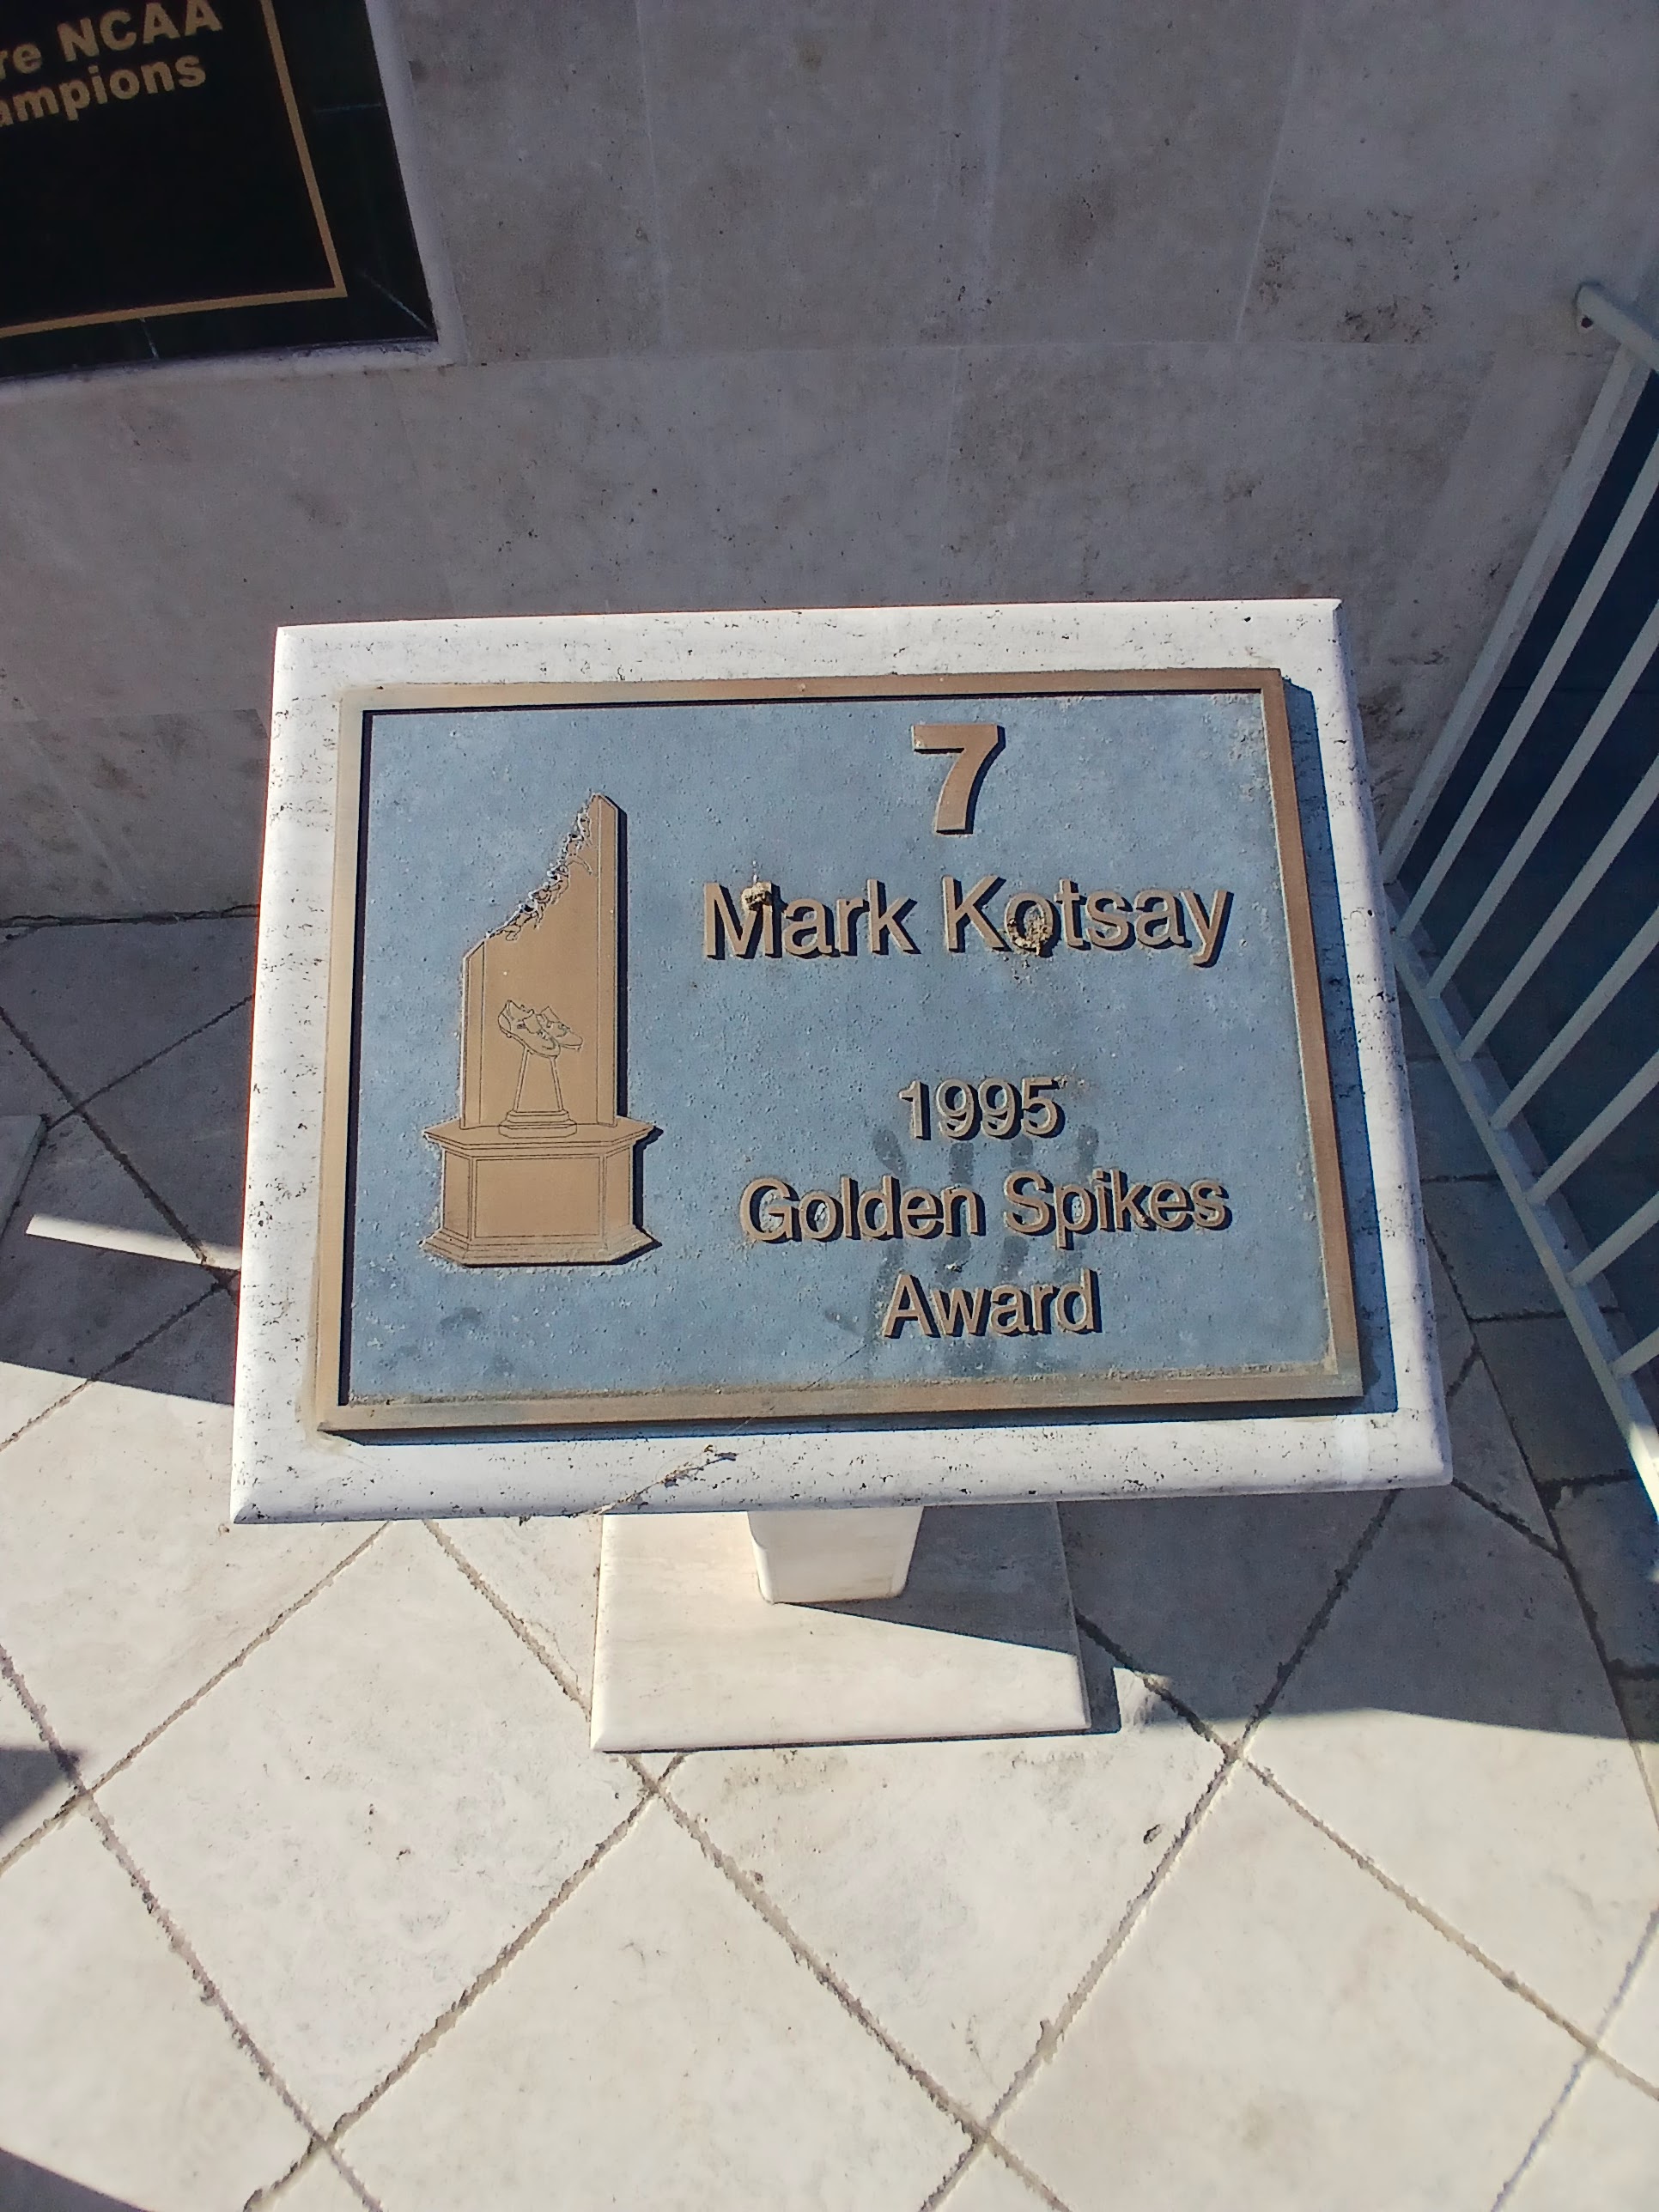 re NCAA
ampions
7
Mark Kotsay
1995
Golden Spikes
Award